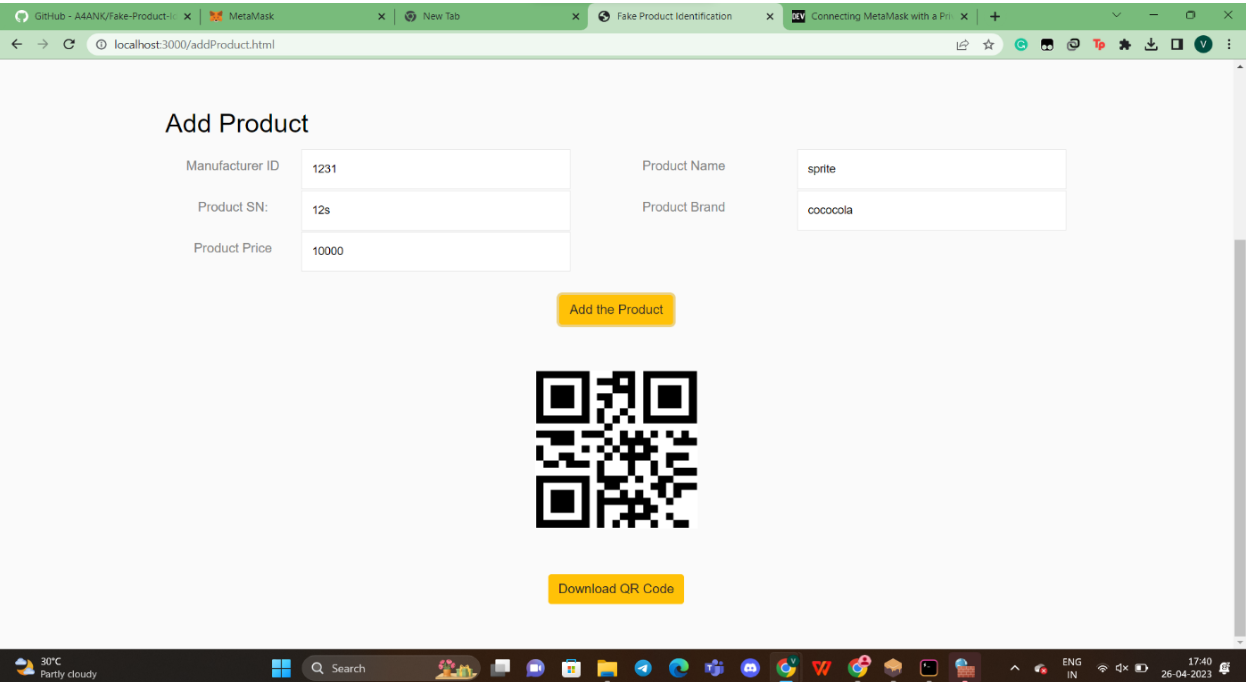 GitHub - A4ANK/Fake-Product-Ic
MetaMask
New Tab
Fake Product Identification
DEV Connecting MetaMask with a Pri
localhost:3000/addProduct.html
Tp
V
Add Product
Manufacturer ID 1231 Product Name sprite
Product SN: 12s Product Brand cococola
Product Price 10000
Add the Product
Download QR Code
30°C
Partly cloudy
Search
ENG
IN
17:40
26-04-2023